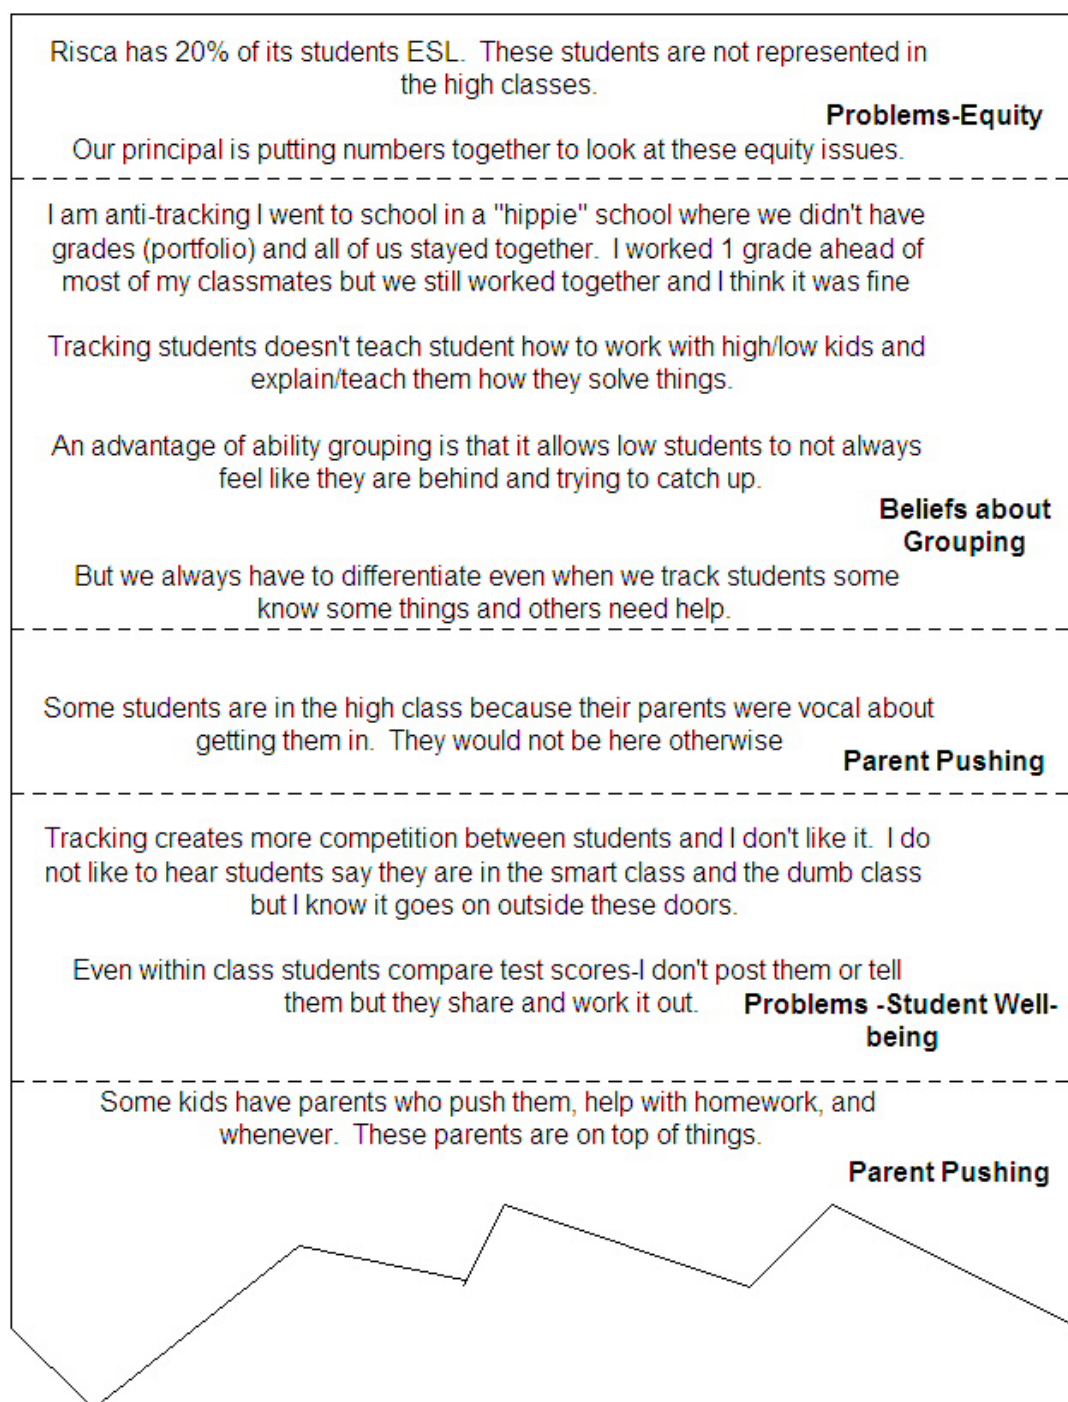 Risca has 20% of its students ESL.  These students are not represented in
the high classes.
Problems-Equity
Our principal is putting numbers together to look at these equity issues.
I am anti-tracking I went to school in a "hippie" school where we didn't have
grades (portfolio) and all of us stayed together.  I worked 1 grade ahead of
most of my classmates but we still worked together and I think it was fine
Tracking students doesn't teach student how to work with high/low kids and
explain/teach them how they solve things.
An advantage of ability grouping is that it allows low students to not always
feel like they are behind and trying to catch up.
Beliefs about
Grouping
But we always have to differentiate even when we track students some
know some things and others need help.
Some students are in the high class because their parents were vocal about
getting them in.  They would not be here otherwise
Parent Pushing
Tracking creates more competition between students and I don't like it.  I do
not like to hear students say they are in the smart class and the dumb class
but I know it goes on outside these doors.
Even within class students compare test scores-I don't post them or tell
them but they share and work it out.
Problems -Student Well-
being
Some kids have parents who push them, help with homework, and
whenever.  These parents are on top of things.
Parent Pushing